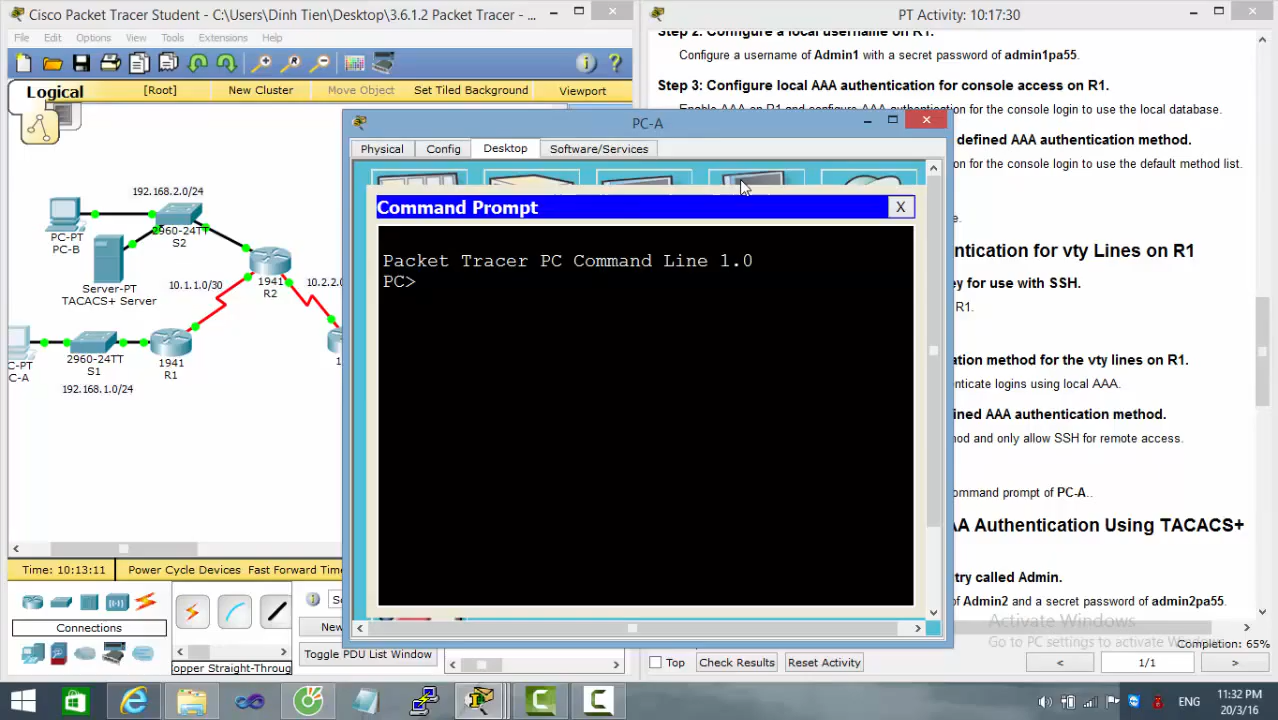 Cisco Packet Tracer Student - C:\Users\Dinh Tien\Desktop\3.6.1.2 Packet Tracer - ...
File Edit Options View Tools Extensions Help
Logical
[Root]
New Cluster
Move Object
Set Tiled Background
Viewport
192.168.2.0/24
PC-PT
PC-B
2960-24TT
S2
Server-PT
TACACS+ Server
1941
R2
10.1.1.0/30
10.2.2.0
C-PT
C-A
2960-24TT
S1
192.168.1.0/24
1941
R1
1
Time: 10:13:11
Power Cycle Devices Fast Forward Time
Connections
opper Straight-Throug
New
Toggle PDU List Window
PC-A
Physical
Config
Desktop
Software/Services
Command Prompt
X
Packet Tracer PC Command Line 1.0
PC>
PT Activity: 10:17:30
Step 2: Configure a local username on R1.
Configure a username of Admin1 with a secret password of admin1pa55.
Step 3: Configure local AAA authentication for console access on R1.
Enable AAA on R1 and configure AAA authentication for the console login to use the local database.
defined AAA authentication method.
ion for the console login to use the default method list.
e.
entication for vty Lines on R1
ey for use with SSH.
R1.
ation method for the vty lines on R1.
enticate logins using local AAA.
ined AAA authentication method.
od and only allow SSH for remote access.
ommand prompt of PC-A..
AA Authentication Using TACACS+
try called Admin.
of Admin2 and a secret password of admin2pa55.
Activate Windows
Go to PC settings to activate Windows.
Completion: 65%
Top
Check Results
Reset Activity
<
1/1
>
ENG
11:32 PM
20/3/16